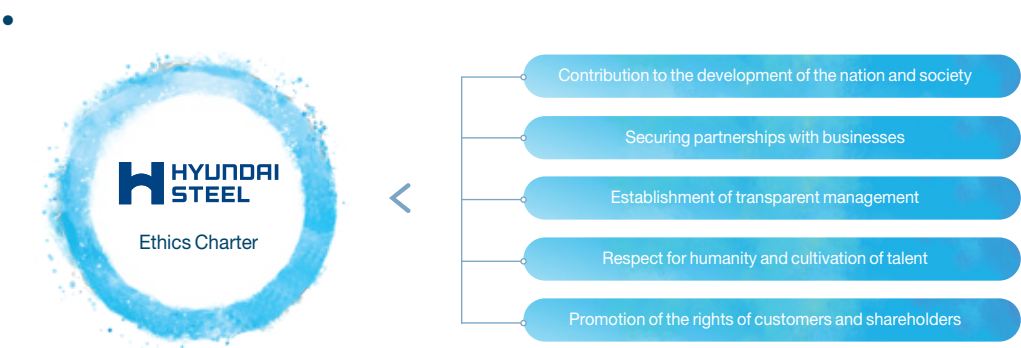 HYUNDAI
STEEL
Ethics Charter
Contribution to the development of the nation and society
Securing partnerships with businesses
Establishment of transparent management
Respect for humanity and cultivation of talent
Promotion of the rights of customers and shareholders